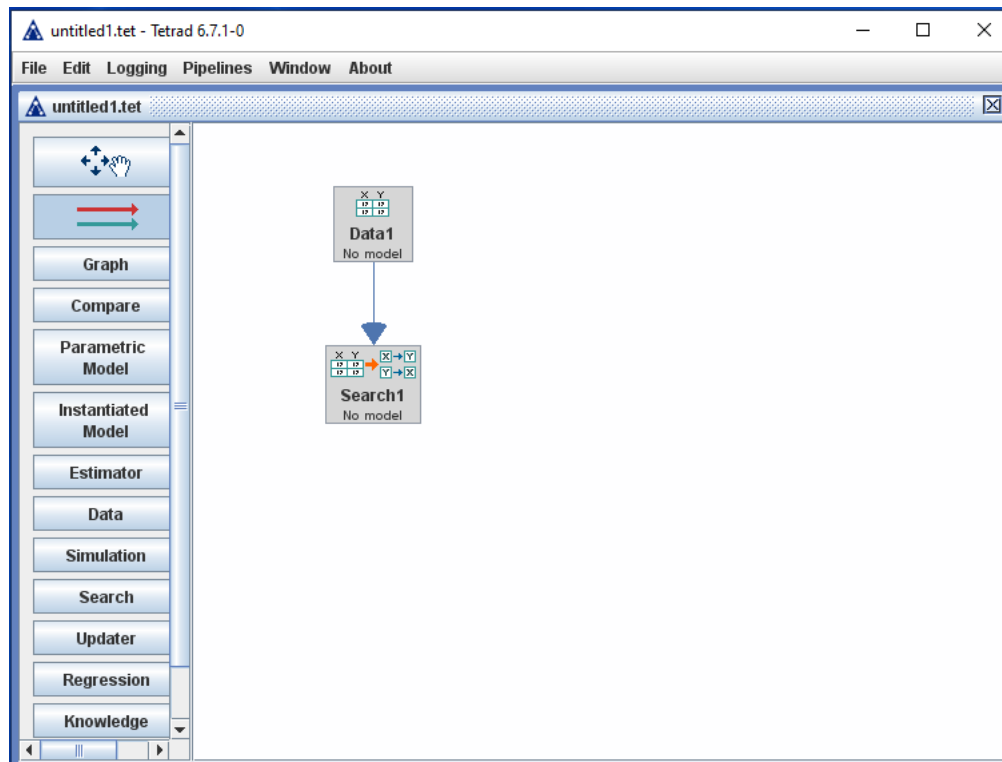 untitled1.tet - Tetrad 6.7.1-0
File Edit Logging Pipelines Window About
untitled1.tet
Graph
Compare
Parametric
Model
Instantiated
Model
Estimator
Data
Simulation
Search
Updater
Regression
Knowledge
X Y
Data1
No model
X Y X Y
Y X
Search1
No model